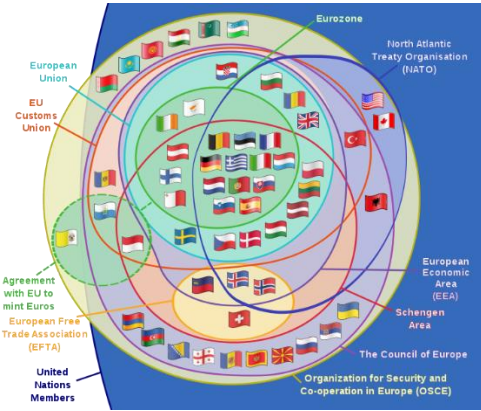 Eurozone
North Atlantic
Treaty Organisation
(NATO)
European
Union
EU
Customs
Union
Agreement
with EU to
mint Euros
European Free
Trade Association
(EFTA)
United
Nations
Members
European
Economic
Area
(EEA)
Schengen
Area
The Council of Europe
Organization for Security and
Co-operation in Europe (OSCE)